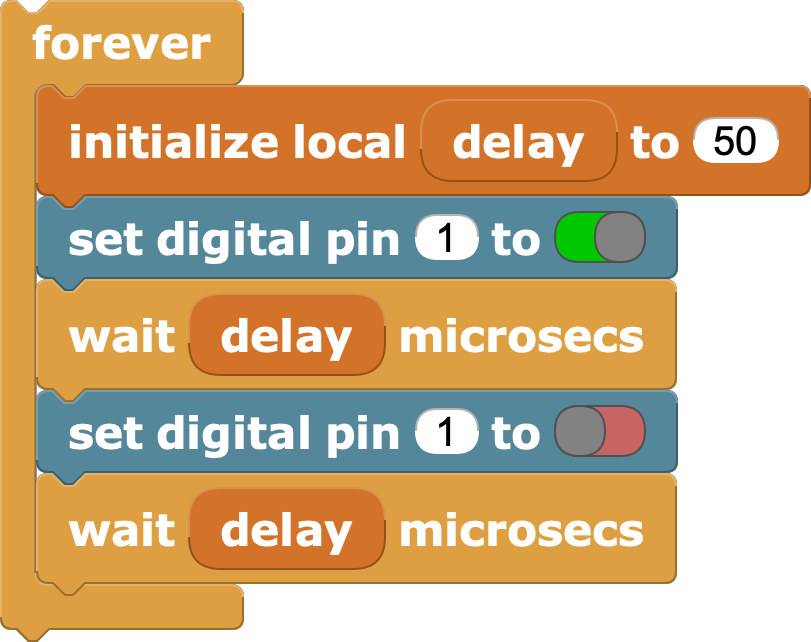 forever
initialize local delay to 50
set digital pin 1 to
wait delay microsecs
set digital pin 1 to
wait delay microsecs